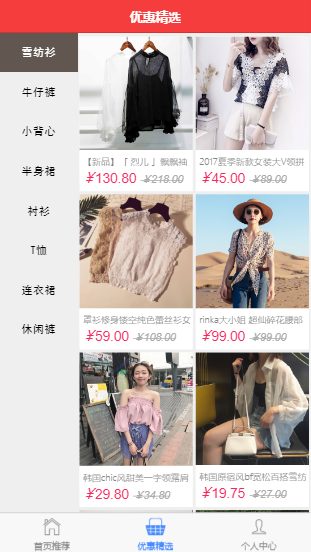 优惠精选
雪纺衫
牛仔裤
小背心
半身裙
衬衫
T恤
连衣裙
休闲裤
【新品】「 烈儿 」飘飘袖
¥130.80 ¥218.00
2017夏季新款女装大V领拼
¥45.00 ¥89.00
罩衫修身镂空纯色蕾丝衫女
¥59.00 ¥108.00
rinka大小姐 超仙碎花腰部
¥99.00 ¥99.00
韩国chic风甜美一字领露肩
¥29.80 ¥34.80
韩国原宿风bf宽松百搭雪纺
¥19.75 ¥27.00
首页推荐
优惠精选
个人中心